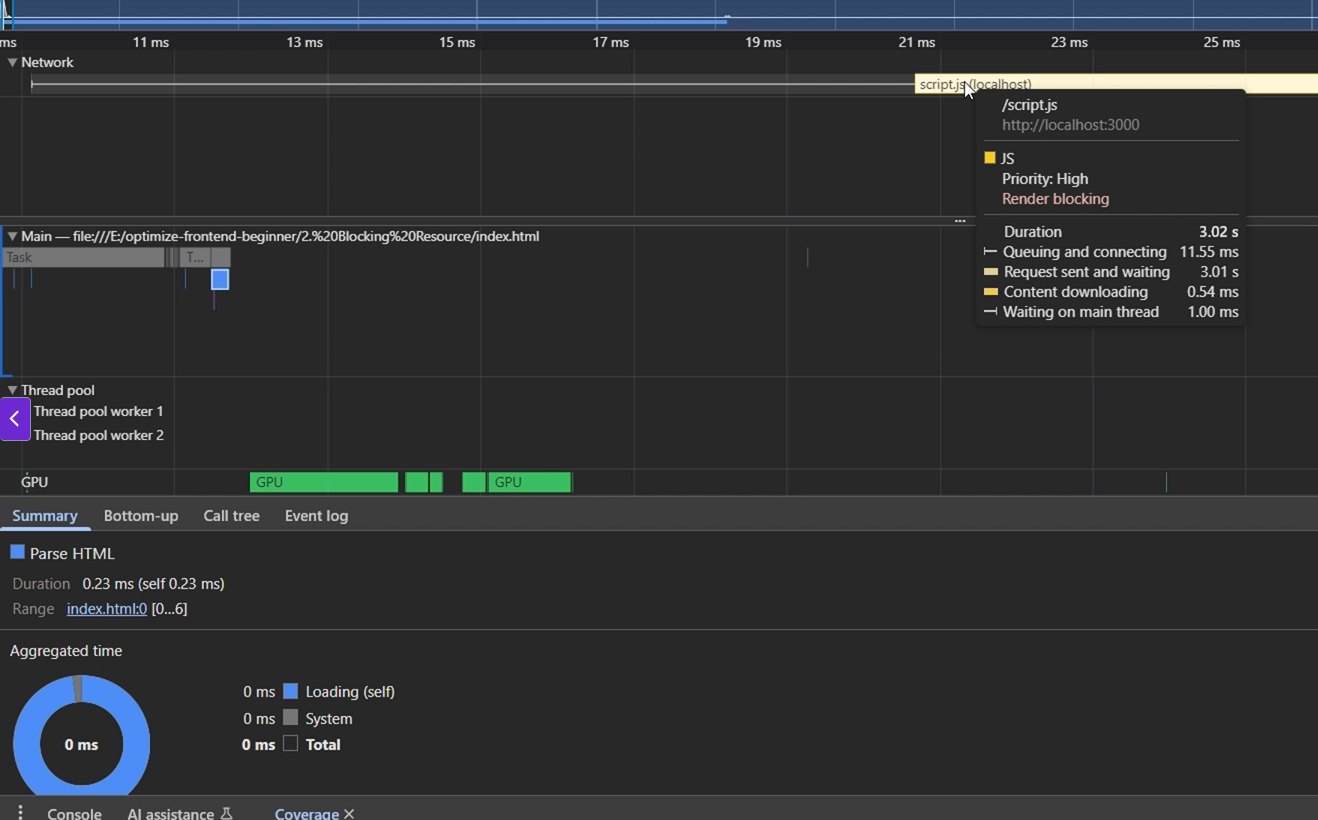 ms 11 ms 13 ms 15 ms 17 ms 19 ms 21 ms 23 ms 25 ms
Network
script.js (localhost)
/script.js
http://localhost:3000
JS
Priority: High
Render blocking
Duration 3.02 s
Queuing and connecting 11.55 ms
Request sent and waiting 3.01 s
Content downloading 0.54 ms
Waiting on main thread 1.00 ms
Main — file:///E:/optimize-frontend-beginner/2.%20Blocking%20Resource/index.html
Task T...
Thread pool
Thread pool worker 1
Thread pool worker 2
GPU GPU GPU
Summary Bottom-up Call tree Event log
Parse HTML
Duration 0.23 ms (self 0.23 ms)
Range index.html:0 [0...6]
Aggregated time
0 ms
0 ms Loading (self)
0 ms System
0 ms Total
Console AI assistance Coverage